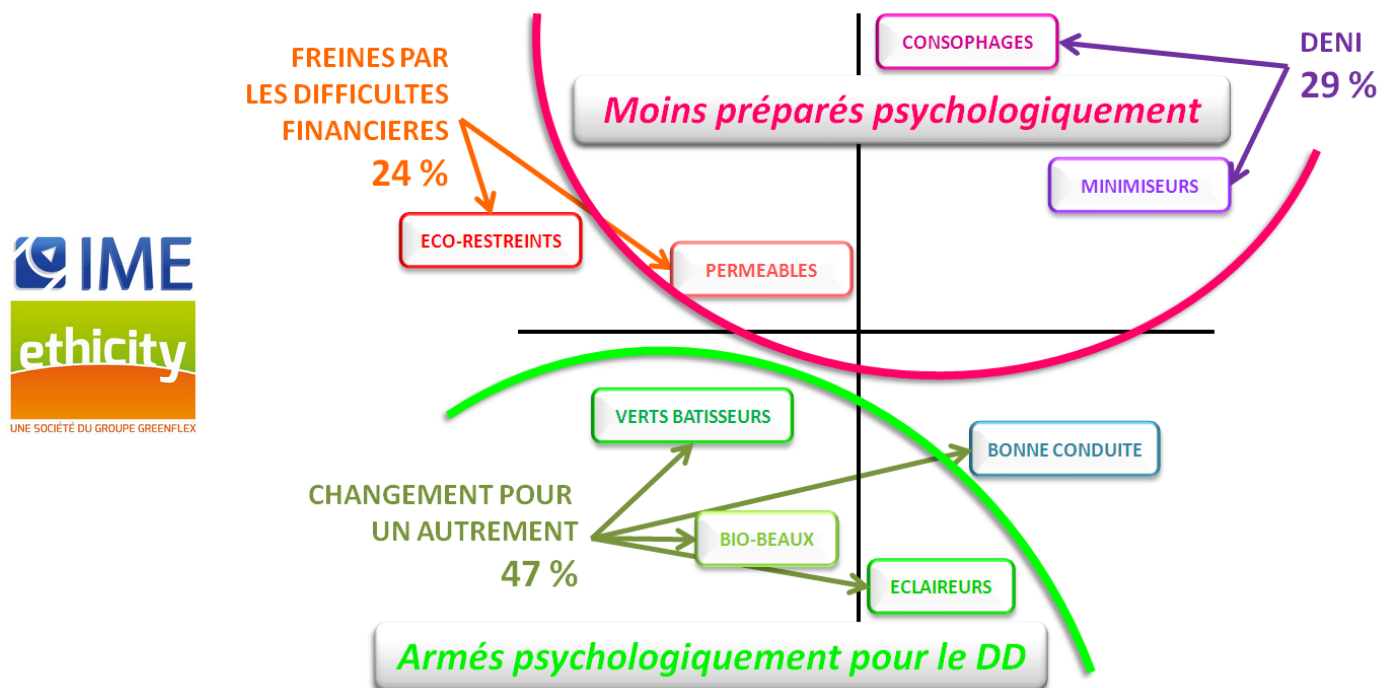 FREINES PAR
LES DIFFICULTES
FINANCIERES
24 %
CONSOPHAGES
DENI
29 %
Moins préparés psychologiquement
MINIMISEURS
ECO-RESTREINTS
PERMEABLES
IME
ethicity
UNE SOCIÉTÉ DU GROUPE GREENFLEX
VERTS BATISSEURS
BONNE CONDUITE
CHANGEMENT POUR
UN AUTREMENT
47 %
BIO-BEAUX
ECLAIREURS
Armés psychologiquement pour le DD